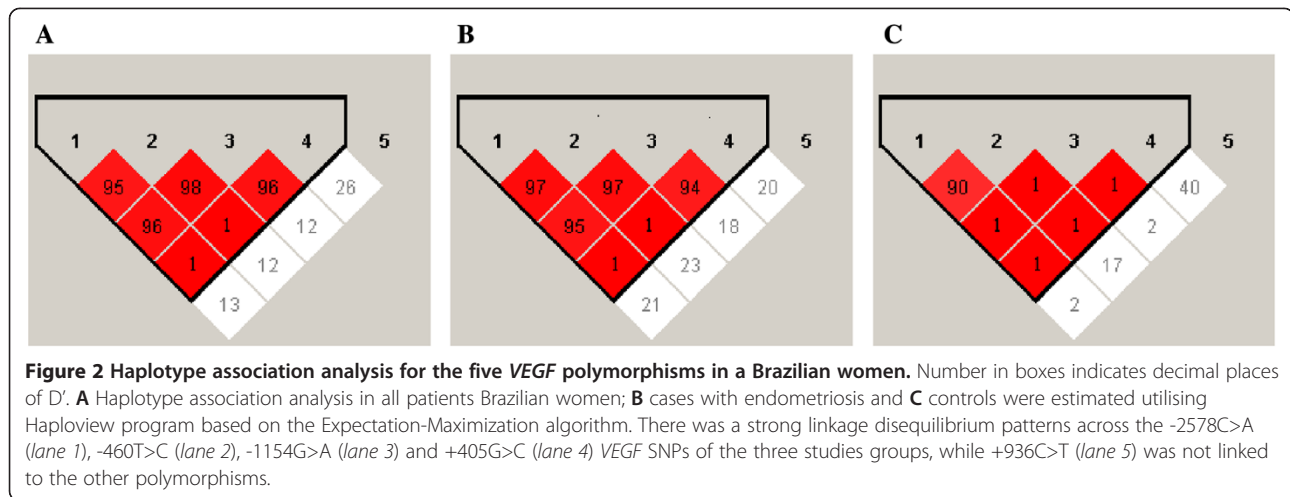 A B C
1 2 3 4 5 1 2 3 4 5 1 2 3 4 5
95 98 96 26 97 97 94 20 90 1 1 40
96 1 12 95 1 18 1 1 2
1 12 1 23 1 17
13 21 2
Figure 2 Haplotype association analysis for the five VEGF polymorphisms in a Brazilian women. Number in boxes indicates decimal places
of D’. A Haplotype association analysis in all patients Brazilian women; B cases with endometriosis and C controls were estimated utilising
Haploview program based on the Expectation-Maximization algorithm. There was a strong linkage disequilibrium patterns across the -2578C>A
(lane 1), -460T>C (lane 2), -1154G>A (lane 3) and +405G>C (lane 4) VEGF SNPs of the three studies groups, while +936C>T (lane 5) was not linked
to the other polymorphisms.